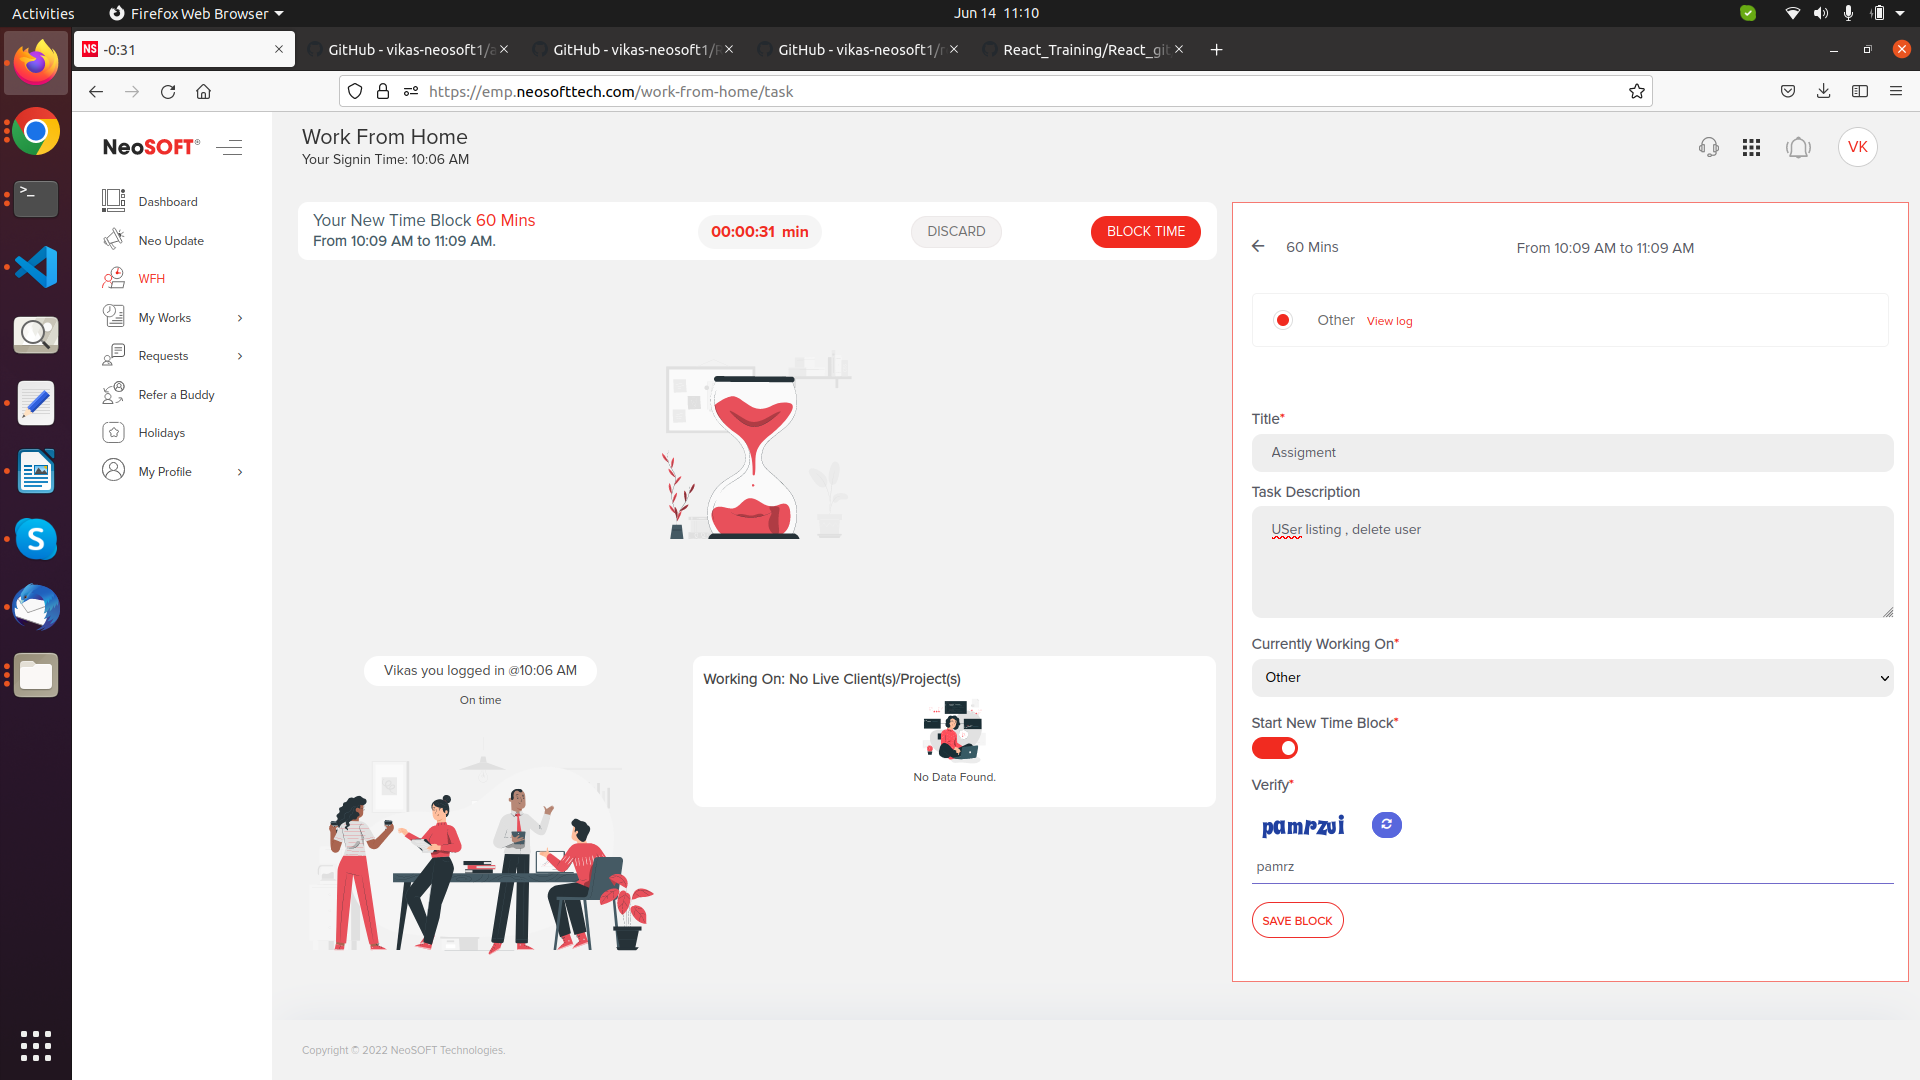 Activities
Firefox Web Browser
Jun 14 11:10
NS -0:31
GitHub - vikas-neosoft1/a
GitHub - vikas-neosoft1/R
GitHub - vikas-neosoft1/r
React_Training/React_git
https://emp.neosofttech.com/work-from-home/task
NeoSOFT®
Work From Home
Your Signin Time: 10:06 AM
VK
Dashboard
Neo Update
WFH
My Works
Requests
Refer a Buddy
Holidays
My Profile
Your New Time Block 60 Mins
From 10:09 AM to 11:09 AM.
00:00:31 min
DISCARD
BLOCK TIME
Vikas you logged in @10:06 AM
On time
Working On: No Live Client(s)/Project(s)
No Data Found.
60 Mins
From 10:09 AM to 11:09 AM
Other View log
Title*
Assigment
Task Description
USer listing , delete user
Currently Working On*
Other
Start New Time Block*
Verify*
pamrzui
pamrz
SAVE BLOCK
Copyright © 2022 NeoSOFT Technologies.